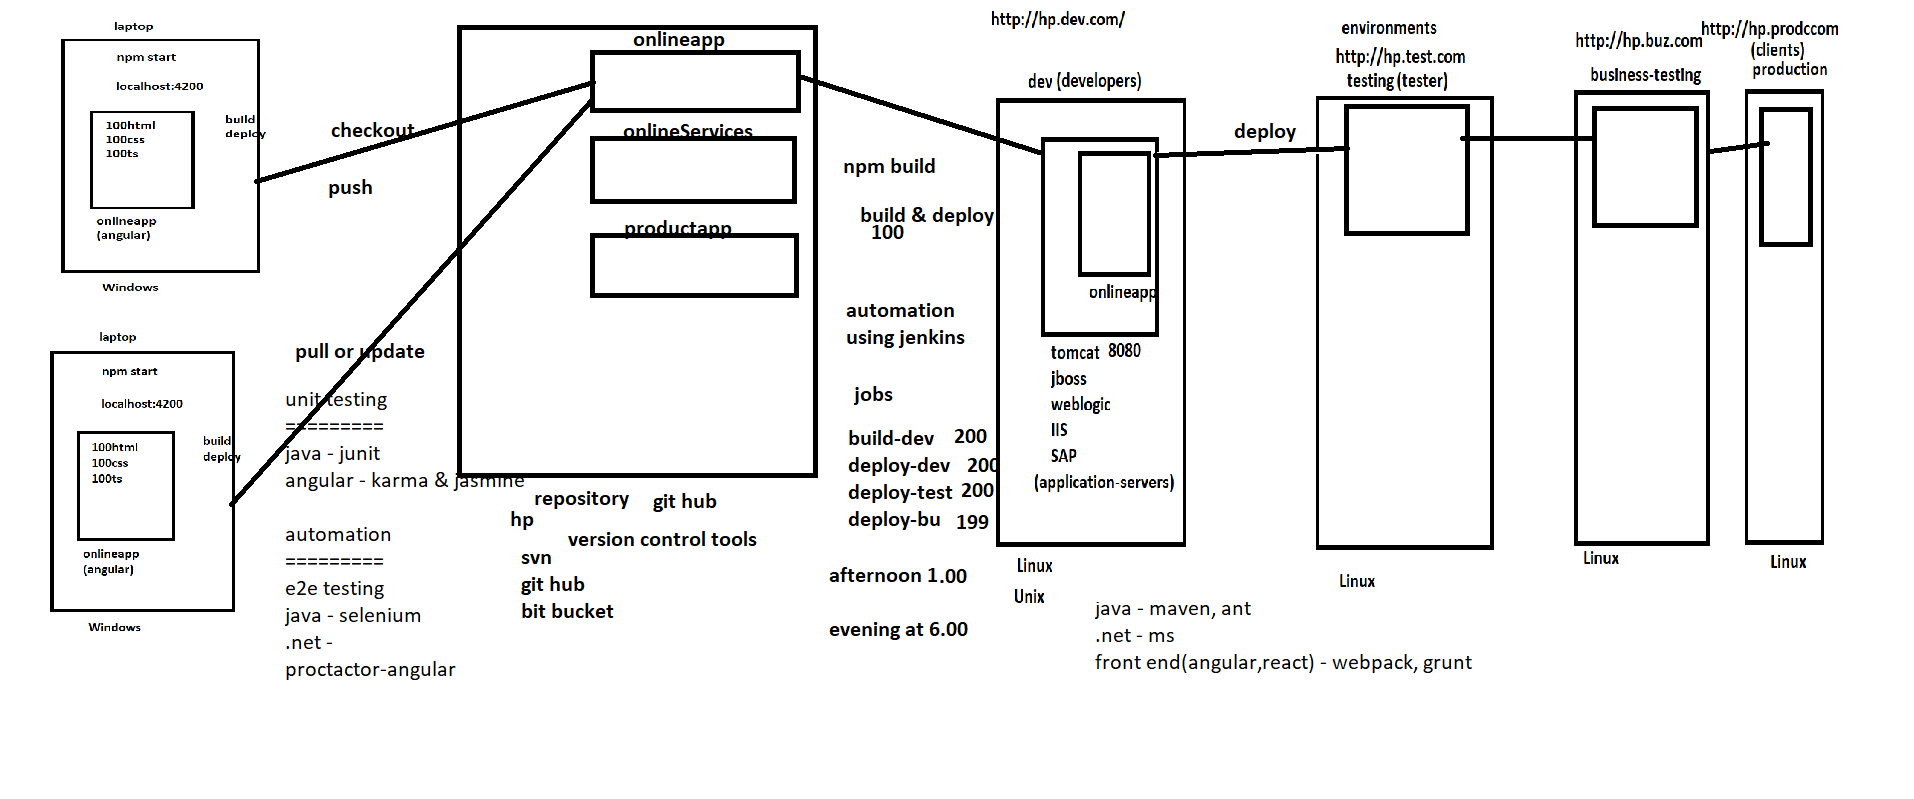 laptop
npm start
localhost:4200
100html
100css
100ts
build
deploy
onlineapp
(angular)
Windows
laptop
npm start
localhost:4200
100html
100css
100ts
build
deploy
onlineapp
(angular)
Windows
checkout
push
pull or update
unit testing
=========
java - junit
angular - karma & jasmine
automation
=========
e2e testing
java - selenium
.net -
proctactor-angular
onlineapp
onlineServices
productapp
repository
git hub
hp
version control tools
svn
git hub
bit bucket
npm build
build & deploy
100
automation
using jenkins
jobs
build-dev 200
deploy-dev 200
deploy-test 200
deploy-bu 199
afternoon 1.00
evening at 6.00
http://hp.dev.com/
dev (developers)
onlineapp
tomcat 8080
jboss
weblogic
IIS
SAP
(application-servers)
Linux
Unix
java - maven, ant
.net - ms
front end(angular,react) - webpack, grunt
deploy
environments
http://hp.test.com
testing (tester)
Linux
http://hp.buz.com
business-testing
Linux
http://hp.prodccom
(clients)
production
Linux